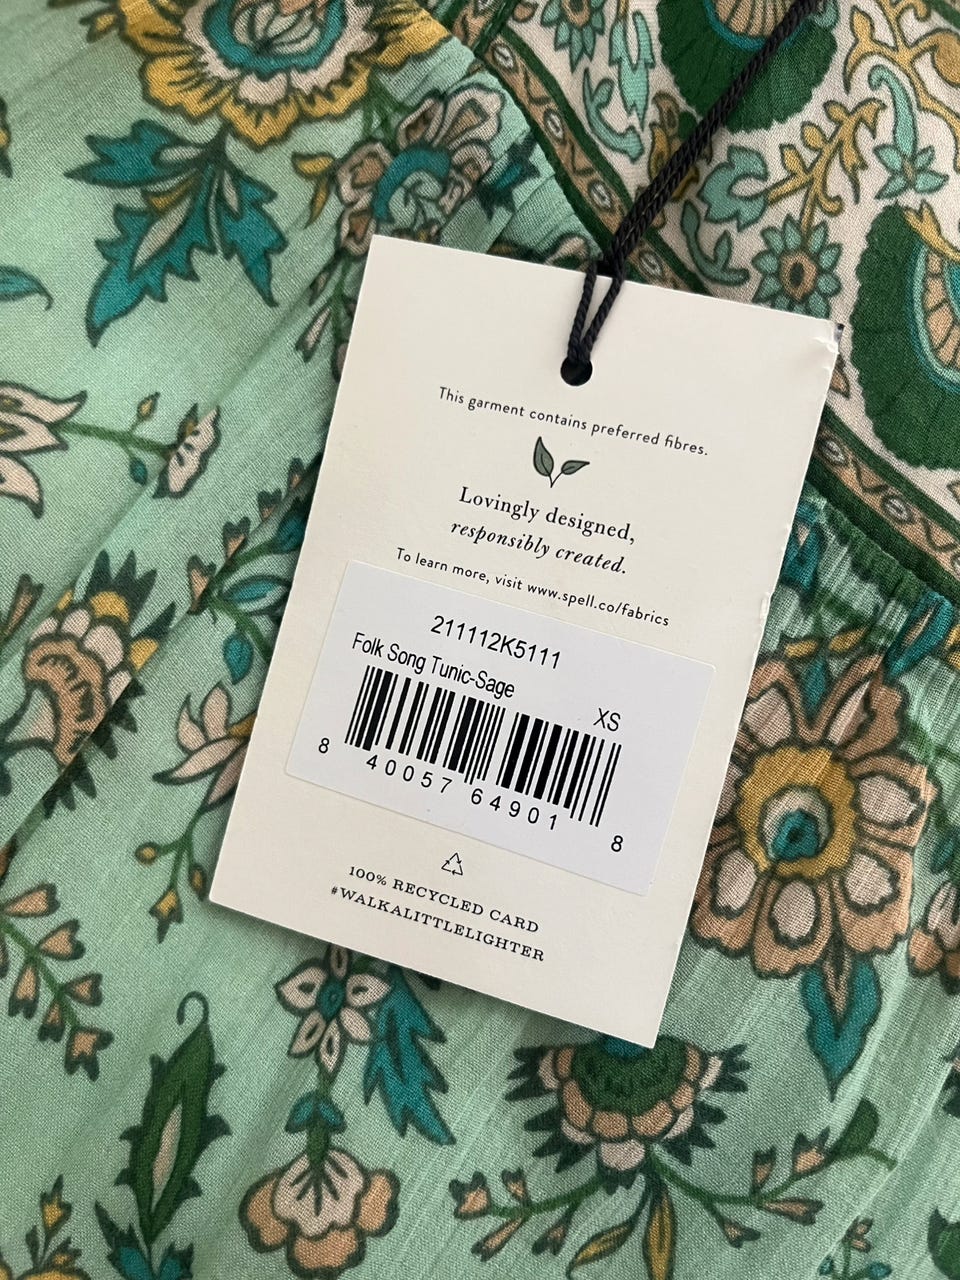 This garment contains preferred fibres.
Lovingly designed,
responsibly created.
To learn more, visit www.spell.co/fabrics
211112K5111
Folk Song Tunic-Sage
XS
8 40057 64901 8
100% RECYCLED CARD
#WALKALITTLELIGHTER